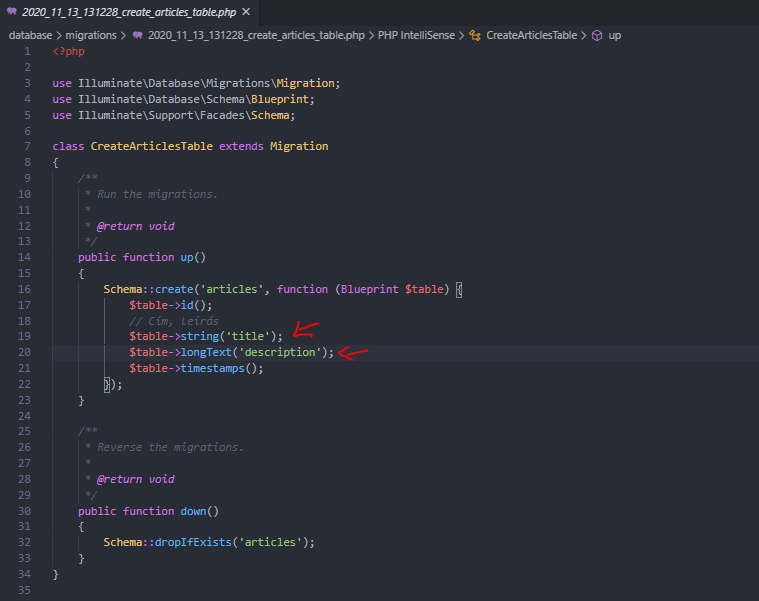 2020_11_13_131228_create_articles_table.php ×
database > migrations > 2020_11_13_131228_create_articles_table.php > PHP IntelliSense > CreateArticlesTable > up
1 <?php
2
3 use Illuminate\Database\Migrations\Migration;
4 use Illuminate\Database\Schema\Blueprint;
5 use Illuminate\Support\Facades\Schema;
6
7 class CreateArticlesTable extends Migration
8 {
9 /**
10 * Run the migrations.
11 *
12 * @return void
13 */
14 public function up()
15 {
16 Schema::create('articles', function (Blueprint $table) {
17 $table->id();
18 // Cím, leírás
19 $table->string('title');
20 $table->longText('description');
21 $table->timestamps();
22 });
23 }
24
25 /**
26 * Reverse the migrations.
27 *
28 * @return void
29 */
30 public function down()
31 {
32 Schema::dropIfExists('articles');
33 }
34 }
35